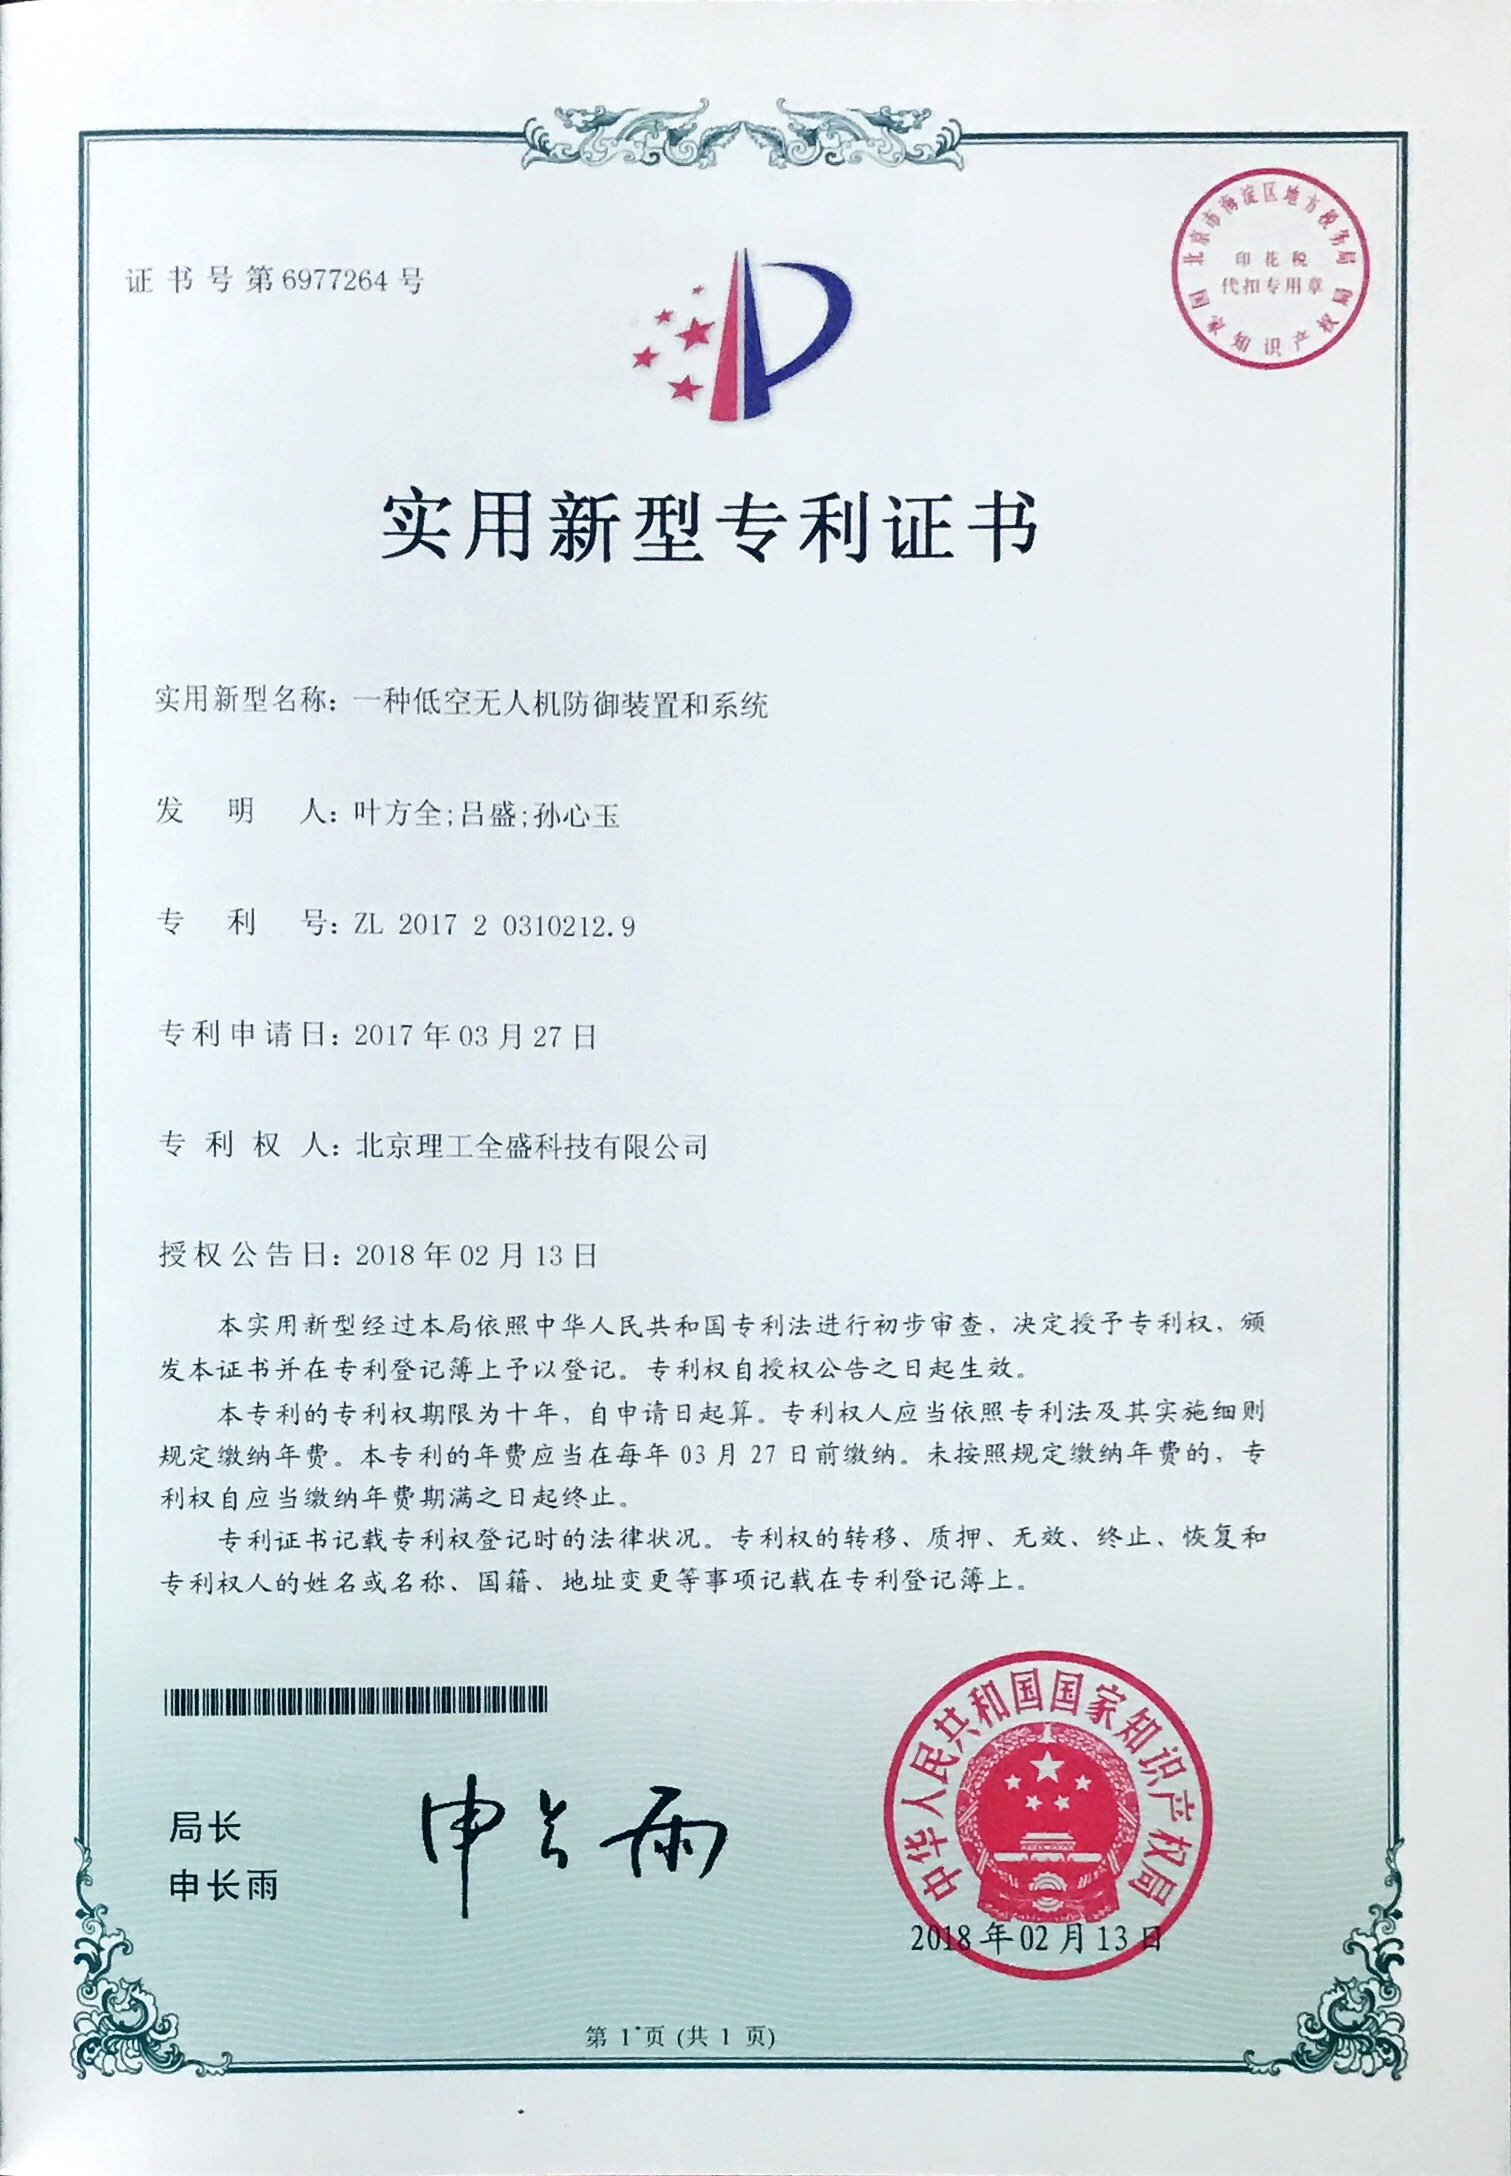 证书号第6977264号
北京市海淀区地方税务局
印花税
代扣专用章
国家知识产权局
实用新型专利证书
实用新型名称：一种低空无人机防御装置和系统
发明人：叶方全;吕盛;孙心玉
专利号：ZL 2017 2 0310212.9
专利申请日：2017年03月27日
专利权人：北京理工全盛科技有限公司
授权公告日：2018年02月13日
本实用新型经过本局依照中华人民共和国专利法进行初步审查，决定授予专利权，颁
发本证书并在专利登记簿上予以登记。专利权自授权公告之日起生效。
本专利的专利权期限为十年，自申请日起算。专利权人应当依照专利法及其实施细则
规定缴纳年费。本专利的年费应当在每年03月27日前缴纳。未按照规定缴纳年费的，专
利权自应当缴纳年费期满之日起终止。
专利证书记载专利权登记时的法律状况。专利权的转移、质押、无效、终止、恢复和
专利权人的姓名或名称、国籍、地址变更等事项记载在专利登记簿上。
局长
申长雨
申长雨
中华人民共和国国家知识产权局
2018年02月13日
第1页(共1页)